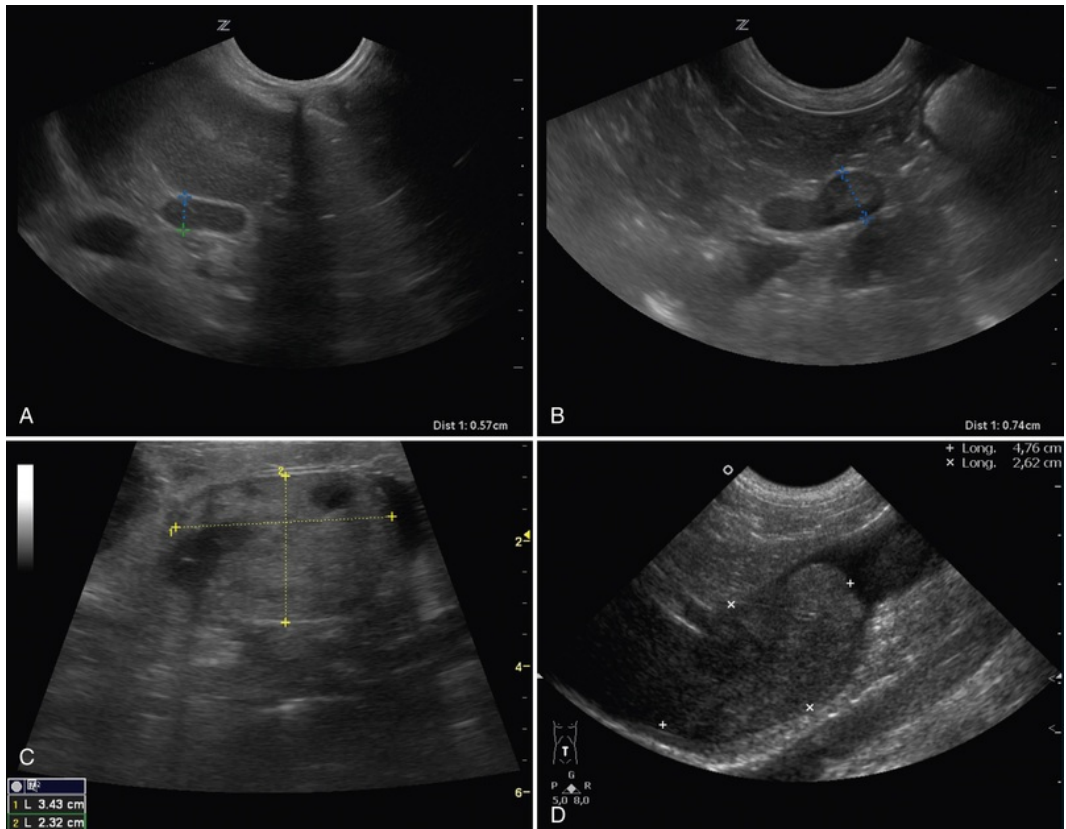 Z
A
Dist 1: 0.57cm
Z
B
Dist 1: 0.74cm
2
1
2
4
6
C
1 L 3.43 cm
2 L 2.32 cm
+ Long. 4,76 cm
× Long. 2,62 cm
T
G
P R
5,0 8,0
D